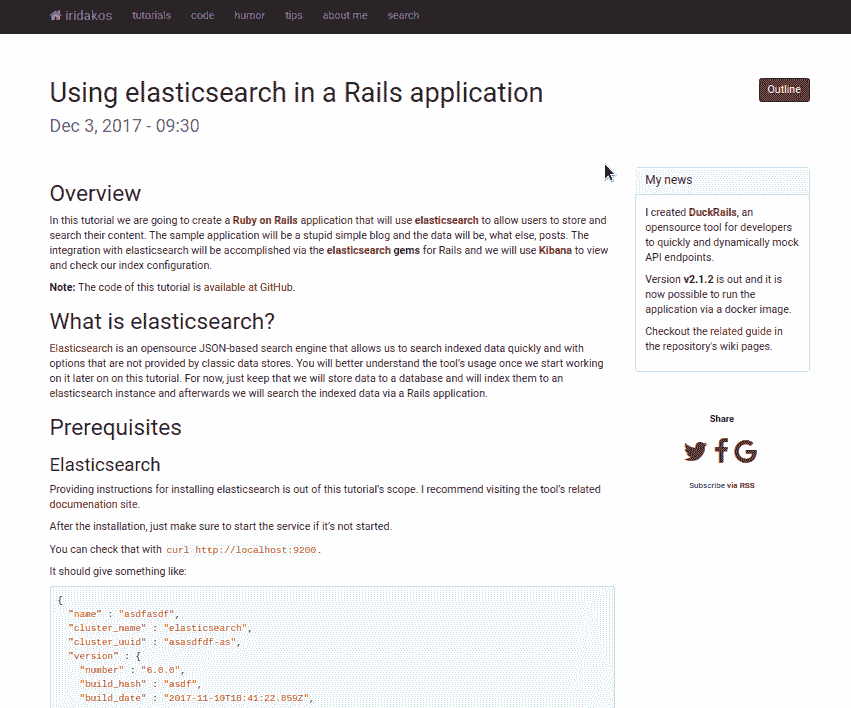 iridakos tutorials code humor tips about me search
Using elasticsearch in a Rails application
Outline
Dec 3, 2017 - 09:30
Overview
In this tutorial we are going to create a Ruby on Rails application that will use elasticsearch to allow users to store and
search their content. The sample application will be a stupid simple blog and the data will be, what else, posts. The
integration with elasticsearch will be accomplished via the elasticsearch gems for Rails and we will use Kibana to view
and check our index configuration.
Note: The code of this tutorial is available at GitHub.
What is elasticsearch?
Elasticsearch is an opensource JSON-based search engine that allows us to search indexed data quickly and with
options that are not provided by classic data stores. You will better understand the tool's usage once we start working
on it later on on this tutorial. For now, just keep that we will store data to a database and will index them to an
elasticsearch instance and afterwards we will search the indexed data via a Rails application.
Prerequisites
Elasticsearch
Providing instructions for installing elasticsearch is out of this tutorial's scope. I recommend visiting the tool's related
documenation site.
After the installation, just make sure to start the service if it's not started.
You can check that with curl http://localhost:9200.
It should give something like:
{
"name" : "asdfasdf",
"cluster_name" : "elasticsearch",
"cluster_uuid" : "asasdfdf-as",
"version" : {
"number" : "6.0.0",
"build_hash" : "asdf",
"build_date" : "2017-11-10T18:41:22.859Z",
My news
I created DuckRails, an
opensource tool for developers
to quickly and dynamically mock
API endpoints.
Version v2.1.2 is out and it is
now possible to run the
application via a docker image.
Checkout the related guide in
the repository's wiki pages.
Share
Subscribe via RSS